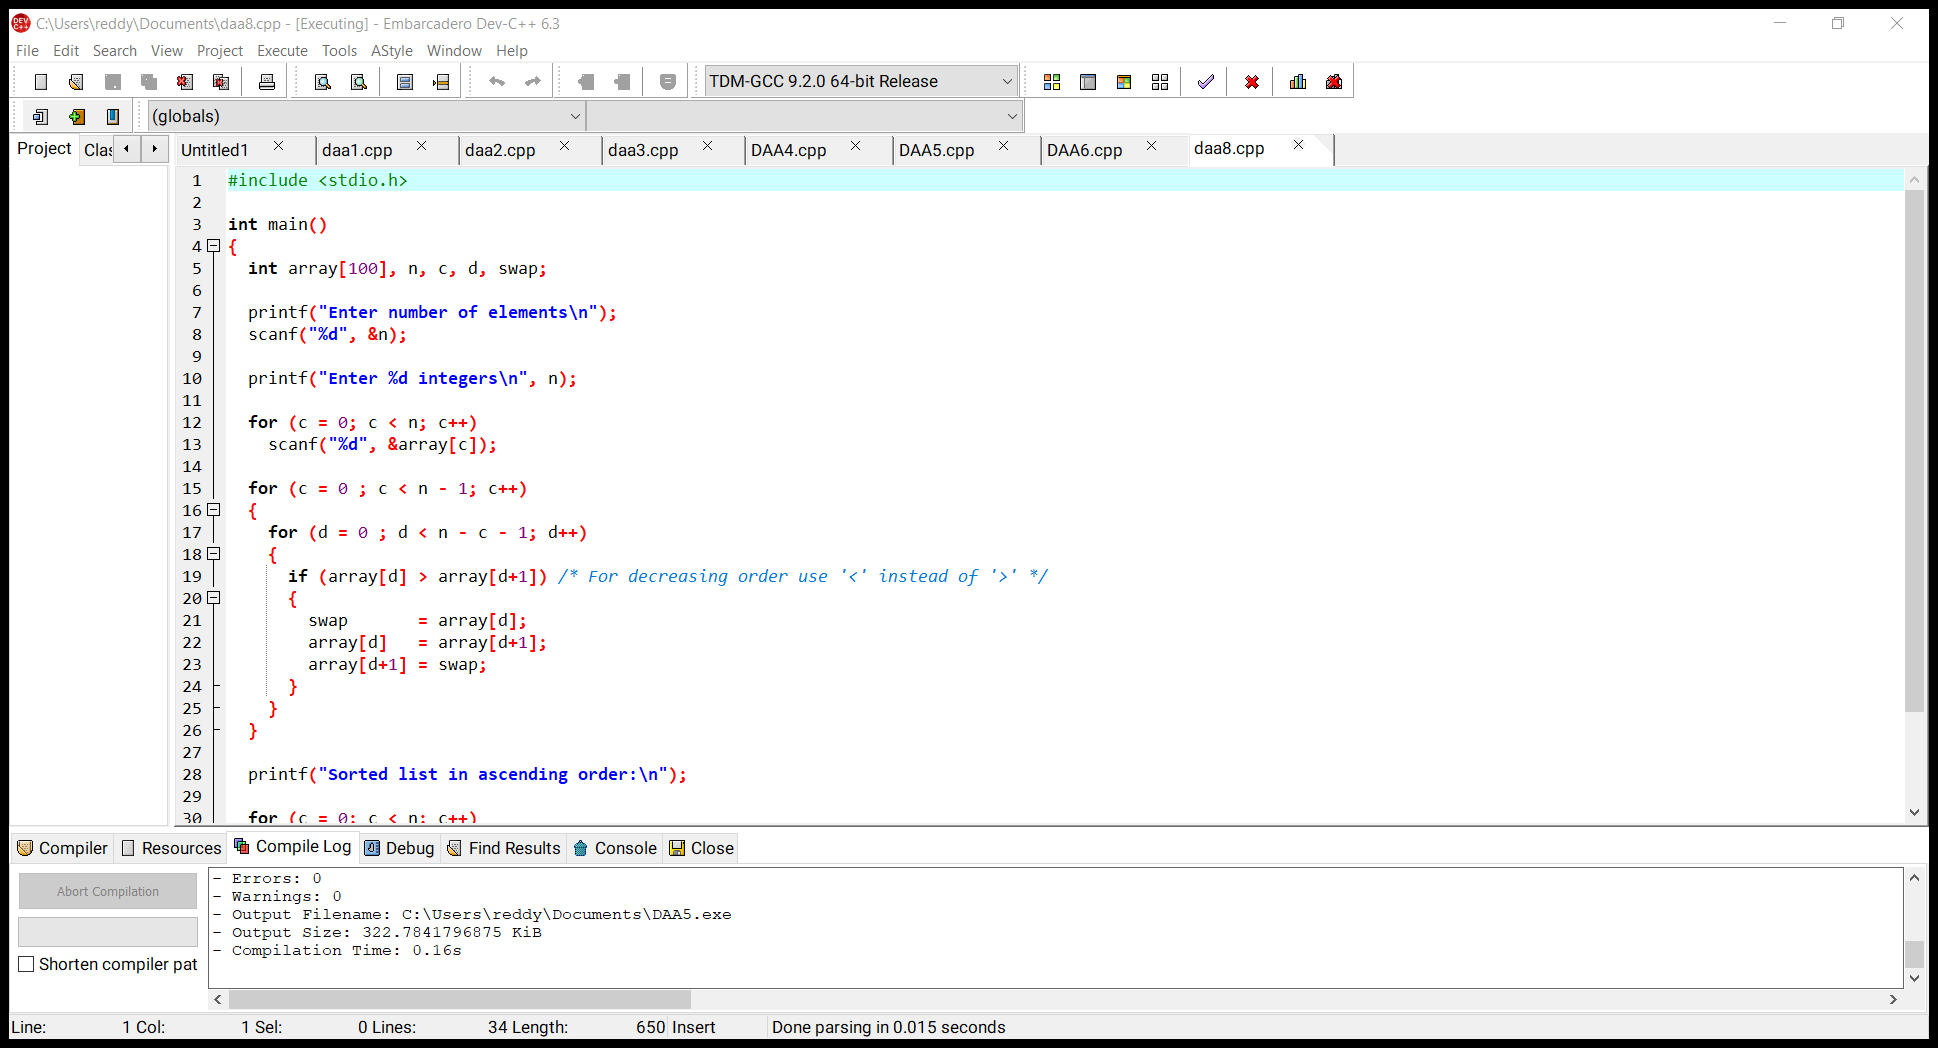 C:\Users\reddy\Documents\daa8.cpp - [Executing] - Embarcadero Dev-C++ 6.3
File Edit Search View Project Execute Tools AStyle Window Help
TDM-GCC 9.2.0 64-bit Release
(globals)
Project Clas Untitled1 daa1.cpp daa2.cpp daa3.cpp DAA4.cpp DAA5.cpp DAA6.cpp daa8.cpp
1 #include <stdio.h>
2
3 int main()
4 {
5 int array[100], n, c, d, swap;
6
7 printf("Enter number of elements\n");
8 scanf("%d", &n);
9
10 printf("Enter %d integers\n", n);
11
12 for (c = 0; c < n; c++)
13 scanf("%d", &array[c]);
14
15 for (c = 0 ; c < n - 1; c++)
16 {
17 for (d = 0 ; d < n - c - 1; d++)
18 {
19 if (array[d] > array[d+1]) /* For decreasing order use '<' instead of '>' */
20 {
21 swap = array[d];
22 array[d] = array[d+1];
23 array[d+1] = swap;
24 }
25 }
26 }
27
28 printf("Sorted list in ascending order:\n");
29
30 for (c = 0; c < n; c++)
Compiler Resources Compile Log Debug Find Results Console Close
Abort Compilation
Shorten compiler pat
- Errors: 0
- Warnings: 0
- Output Filename: C:\Users\reddy\Documents\DAA5.exe
- Output Size: 322.7841796875 KiB
- Compilation Time: 0.16s
Line: 1 Col: 1 Sel: 0 Lines: 34 Length: 650 Insert Done parsing in 0.015 seconds